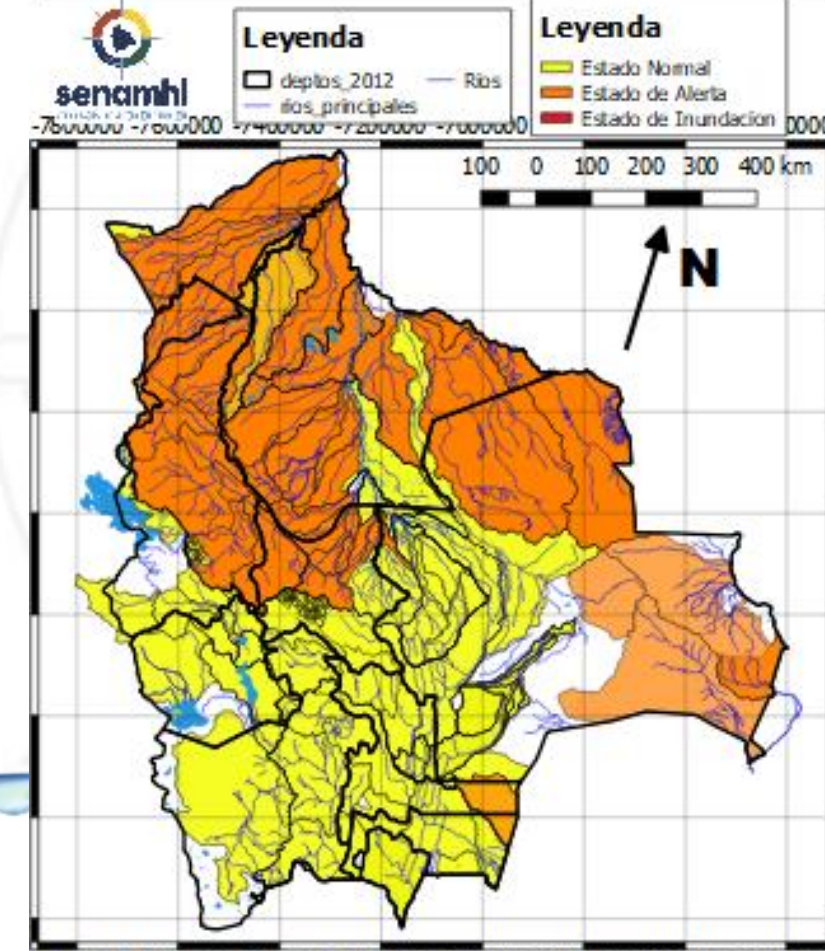 senamhi
Leyenda
deptos_2012
Rios
rios_principales
Leyenda
Estado Normal
Estado de Alerta
Estado de Inundacion
-7800000 -7600000 -7400000 -7200000 -7000000
100 0 100 200 300 400 km
N